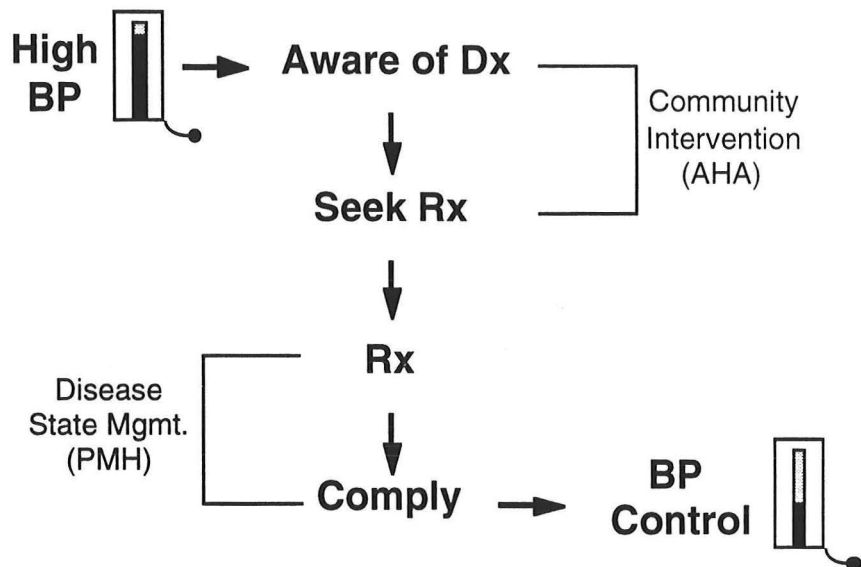 High
BP
Aware of Dx
Community
Intervention
(AHA)
Seek Rx
Rx
Disease
State Mgmt.
(PMH)
Comply
BP
Control